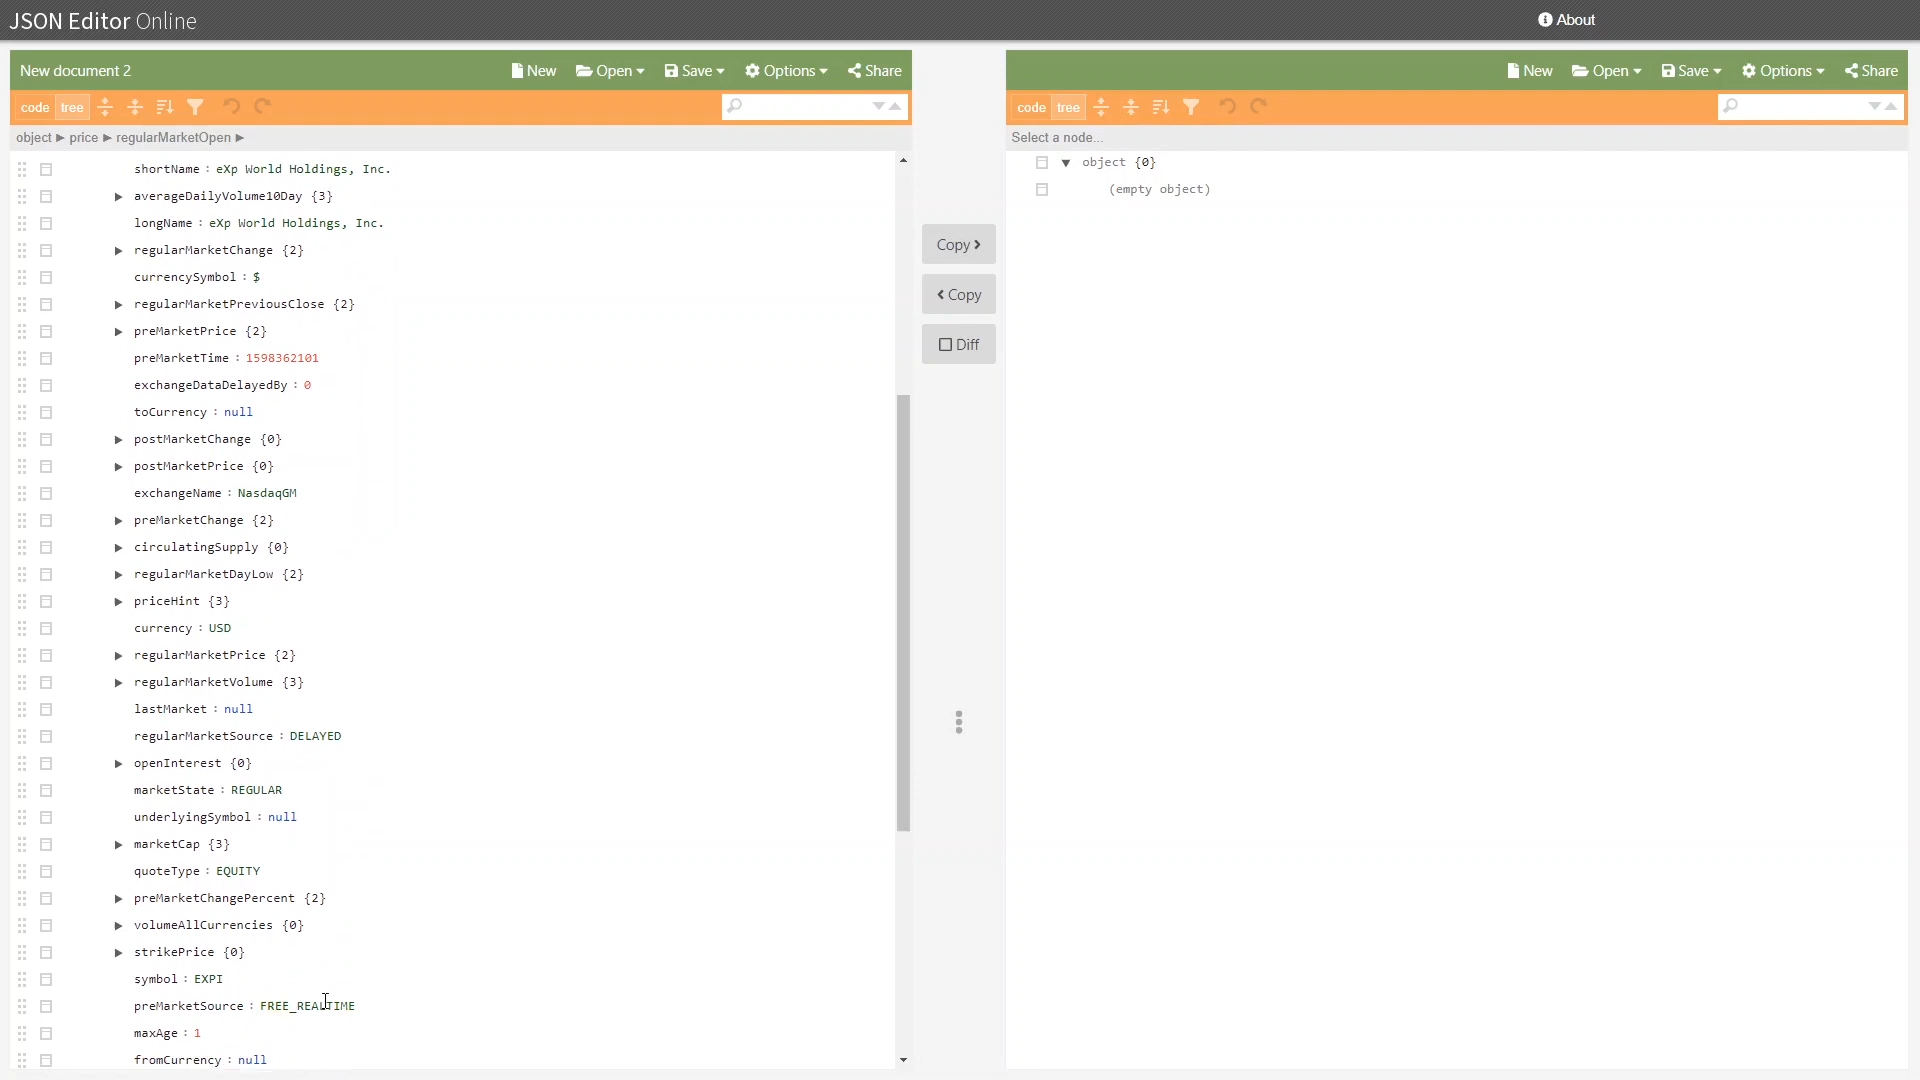 JSON Editor Online
About
New document 2
New
Open
Save
Options
Share
code
tree
object ▶ price ▶ regularMarketOpen ▶
shortName : eXp World Holdings, Inc.
averageDailyVolume10Day {3}
longName : eXp World Holdings, Inc.
regularMarketChange {2}
currencySymbol : $
regularMarketPreviousClose {2}
preMarketPrice {2}
preMarketTime : 1598362101
exchangeDataDelayedBy : 0
toCurrency : null
postMarketChange {0}
postMarketPrice {0}
exchangeName : NasdaqGM
preMarketChange {2}
circulatingSupply {0}
regularMarketDayLow {2}
priceHint {3}
currency : USD
regularMarketPrice {2}
regularMarketVolume {3}
lastMarket : null
regularMarketSource : DELAYED
openInterest {0}
marketState : REGULAR
underlyingSymbol : null
marketCap {3}
quoteType : EQUITY
preMarketChangePercent {2}
volumeAllCurrencies {0}
strikePrice {0}
symbol : EXPI
preMarketSource : FREE_REALTIME
maxAge : 1
fromCurrency : null
Copy >
< Copy
Diff
New
Open
Save
Options
Share
code
tree
Select a node...
object {0}
(empty object)